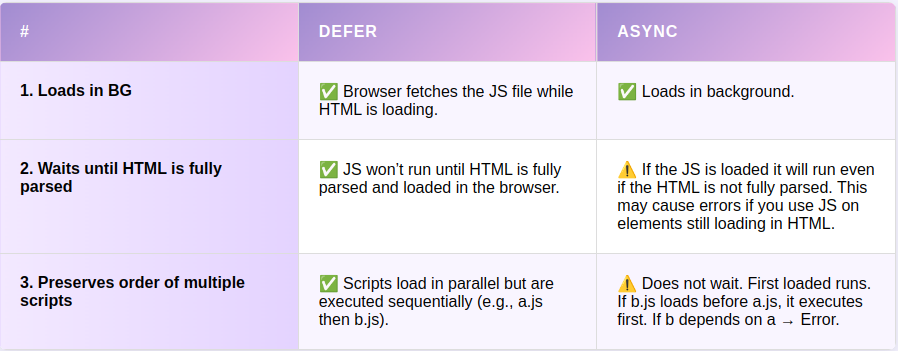 # DEFER ASYNC
1. Loads in BG
✅ Browser fetches the JS file while
HTML is loading.
✅ Loads in background.
2. Waits until HTML is fully
parsed
✅ JS won’t run until HTML is fully
parsed and loaded in the browser.
⚠️ If the JS is loaded it will run even
if the HTML is not fully parsed. This
may cause errors if you use JS on
elements still loading in HTML.
3. Preserves order of multiple
scripts
✅ Scripts load in parallel but are
executed sequentially (e.g., a.js
then b.js).
⚠️ Does not wait. First loaded runs.
If b.js loads before a.js, it executes
first. If b depends on a → Error.